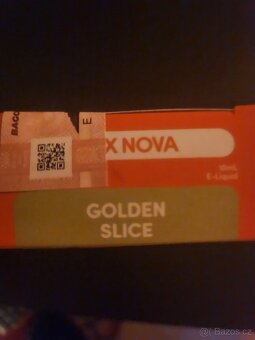 X NOVA
10mL
E-Liquid
GOLDEN
SLICE
Bazos.cz